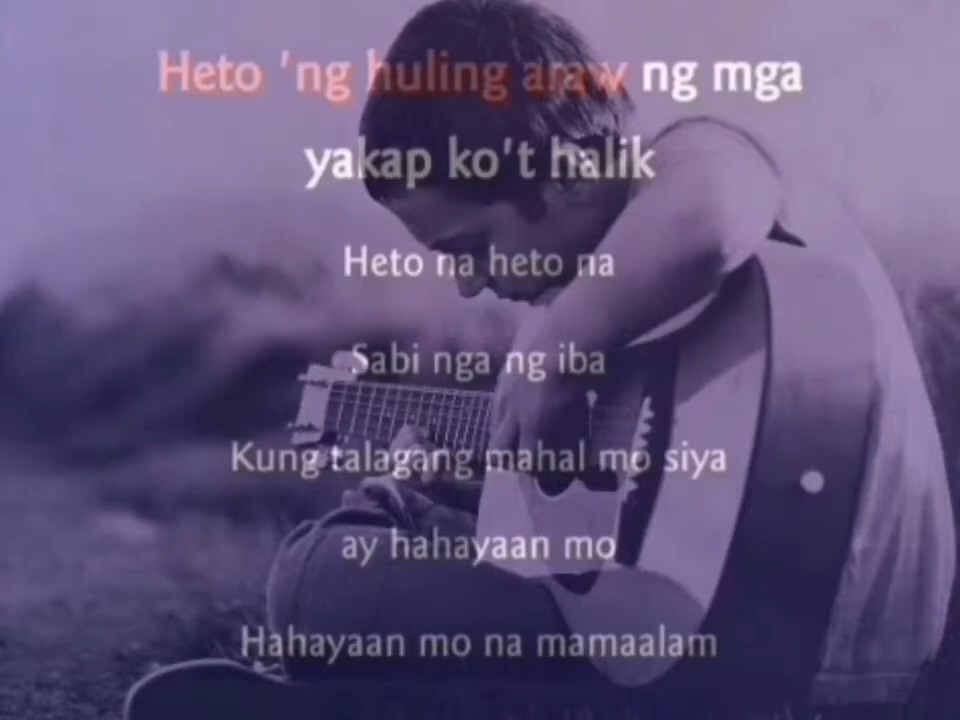 Heto 'ng huling araw ng mga
yakap ko't halik
Heto na heto na
Sabi nga ng iba
Kung talagang mahal mo siya
ay hahayaan mo
Hahayaan mo na mamaalam